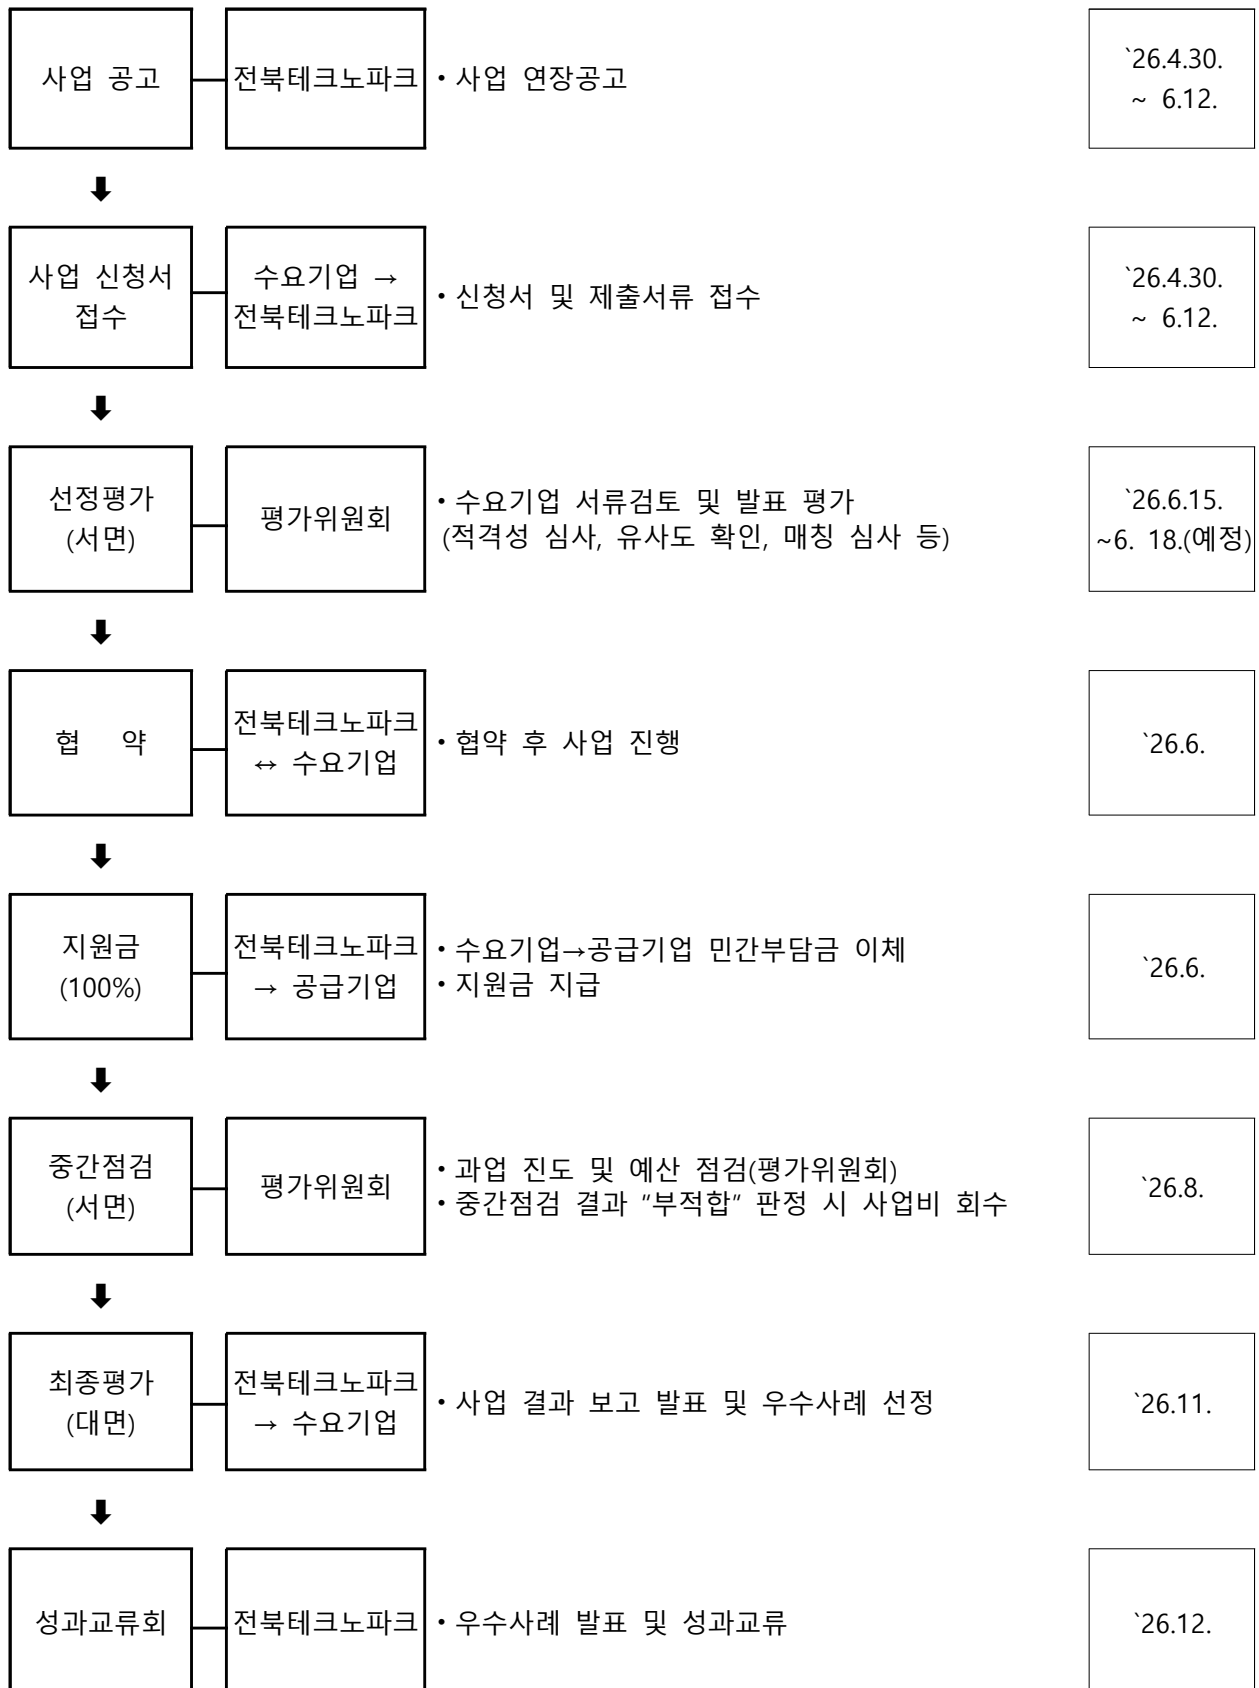 사업 공고
전북테크노파크
• 사업 연장공고
`26.4.30.
~ 6.12.
⬇
사업 신청서
접수
수요기업 →
전북테크노파크
• 신청서 및 제출서류 접수
`26.4.30.
~ 6.12.
⬇
선정평가
(서면)
평가위원회
• 수요기업 서류검토 및 발표 평가
(적격성 심사, 유사도 확인, 매칭 심사 등)
`26.6.15.
~6. 18.(예정)
⬇
협 약
전북테크노파크
↔ 수요기업
• 협약 후 사업 진행
`26.6.
⬇
지원금
(100%)
전북테크노파크
→ 공급기업
• 수요기업→공급기업 민간부담금 이체
• 지원금 지급
`26.6.
⬇
중간점검
(서면)
평가위원회
• 과업 진도 및 예산 점검(평가위원회)
• 중간점검 결과 “부적합” 판정 시 사업비 회수
`26.8.
⬇
최종평가
(대면)
전북테크노파크
→ 수요기업
• 사업 결과 보고 발표 및 우수사례 선정
`26.11.
⬇
성과교류회
전북테크노파크
• 우수사례 발표 및 성과교류
`26.12.